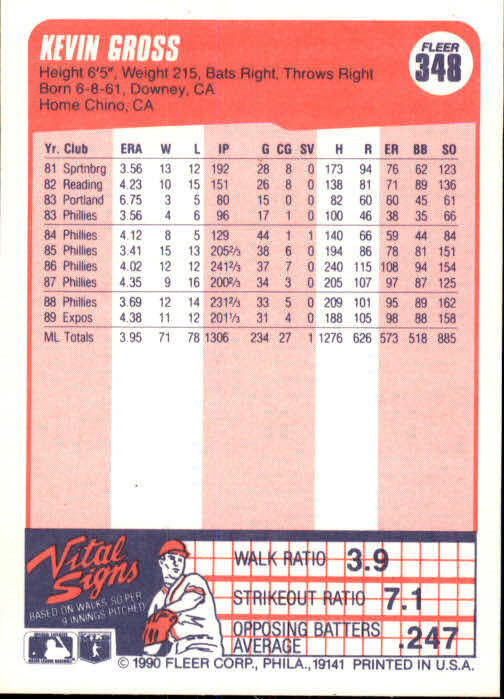 KEVIN GROSS
FLEER
348
Height 6'5", Weight 215, Bats Right, Throws Right
Born 6-8-61, Downey, CA
Home Chino, CA
Yr. Club ERA W L IP G CG SV H R ER BB SO
81 Sprtnbrg 3.56 13 12 192 28 8 0 173 94 76 62 123
82 Reading 4.23 10 15 151 26 8 0 138 81 71 89 136
83 Portland 6.75 3 5 80 15 0 0 82 60 60 45 61
83 Phillies 3.56 4 6 96 17 1 0 100 46 38 35 66
84 Phillies 4.12 8 5 129 44 1 1 140 66 59 44 84
85 Phillies 3.41 15 13 205 2/3 38 6 0 194 86 78 81 151
86 Phillies 4.02 12 12 241 2/3 37 7 0 240 115 108 94 154
87 Phillies 4.35 9 16 200 2/3 34 3 0 205 107 97 87 125
88 Phillies 3.69 12 14 231 2/3 33 5 0 209 101 95 89 162
89 Expos 4.38 11 12 201 1/3 31 4 0 188 105 98 88 158
ML Totals 3.95 71 78 1306 234 27 1 1276 626 573 518 885
Vital
Signs
BASED ON WALKS, SO PER
9 INNINGS PITCHED
WALK RATIO 3.9
STRIKEOUT RATIO 7.1
OPPOSING BATTERS
AVERAGE .247
© 1990 FLEER CORP., PHILA., 19141 PRINTED IN U.S.A.